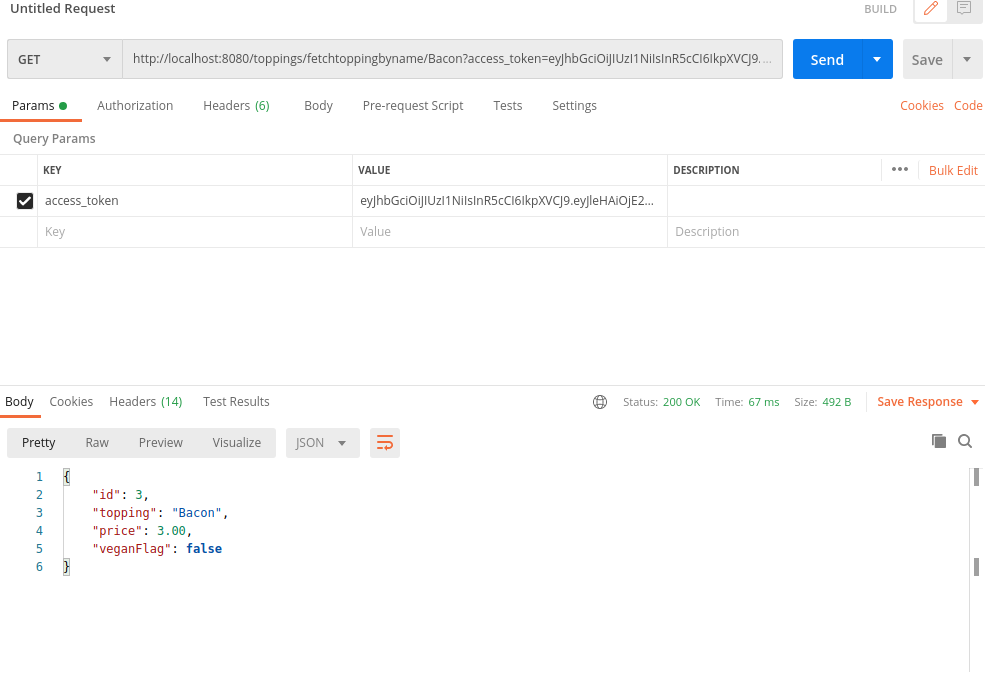 Untitled Request
BUILD
GET
http://localhost:8080/toppings/fetchtoppingbyname/Bacon?access_token=eyJhbGciOiJIUzI1NiIsInR5cCI6IkpXVCJ9. ...
Send
Save
Params
Authorization
Headers (6)
Body
Pre-request Script
Tests
Settings
Cookies
Code
Query Params
KEY
VALUE
DESCRIPTION
•••
Bulk Edit
access_token
eyJhbGciOiJIUzI1NiIsInR5cCI6IkpXVCJ9.eyJleHAiOjE2...
Key
Value
Description
Body
Cookies
Headers (14)
Test Results
Status: 200 OK
Time: 67 ms
Size: 492 B
Save Response
Pretty
Raw
Preview
Visualize
JSON
1 {
2 "id": 3,
3 "topping": "Bacon",
4 "price": 3.00,
5 "veganFlag": false
6 }